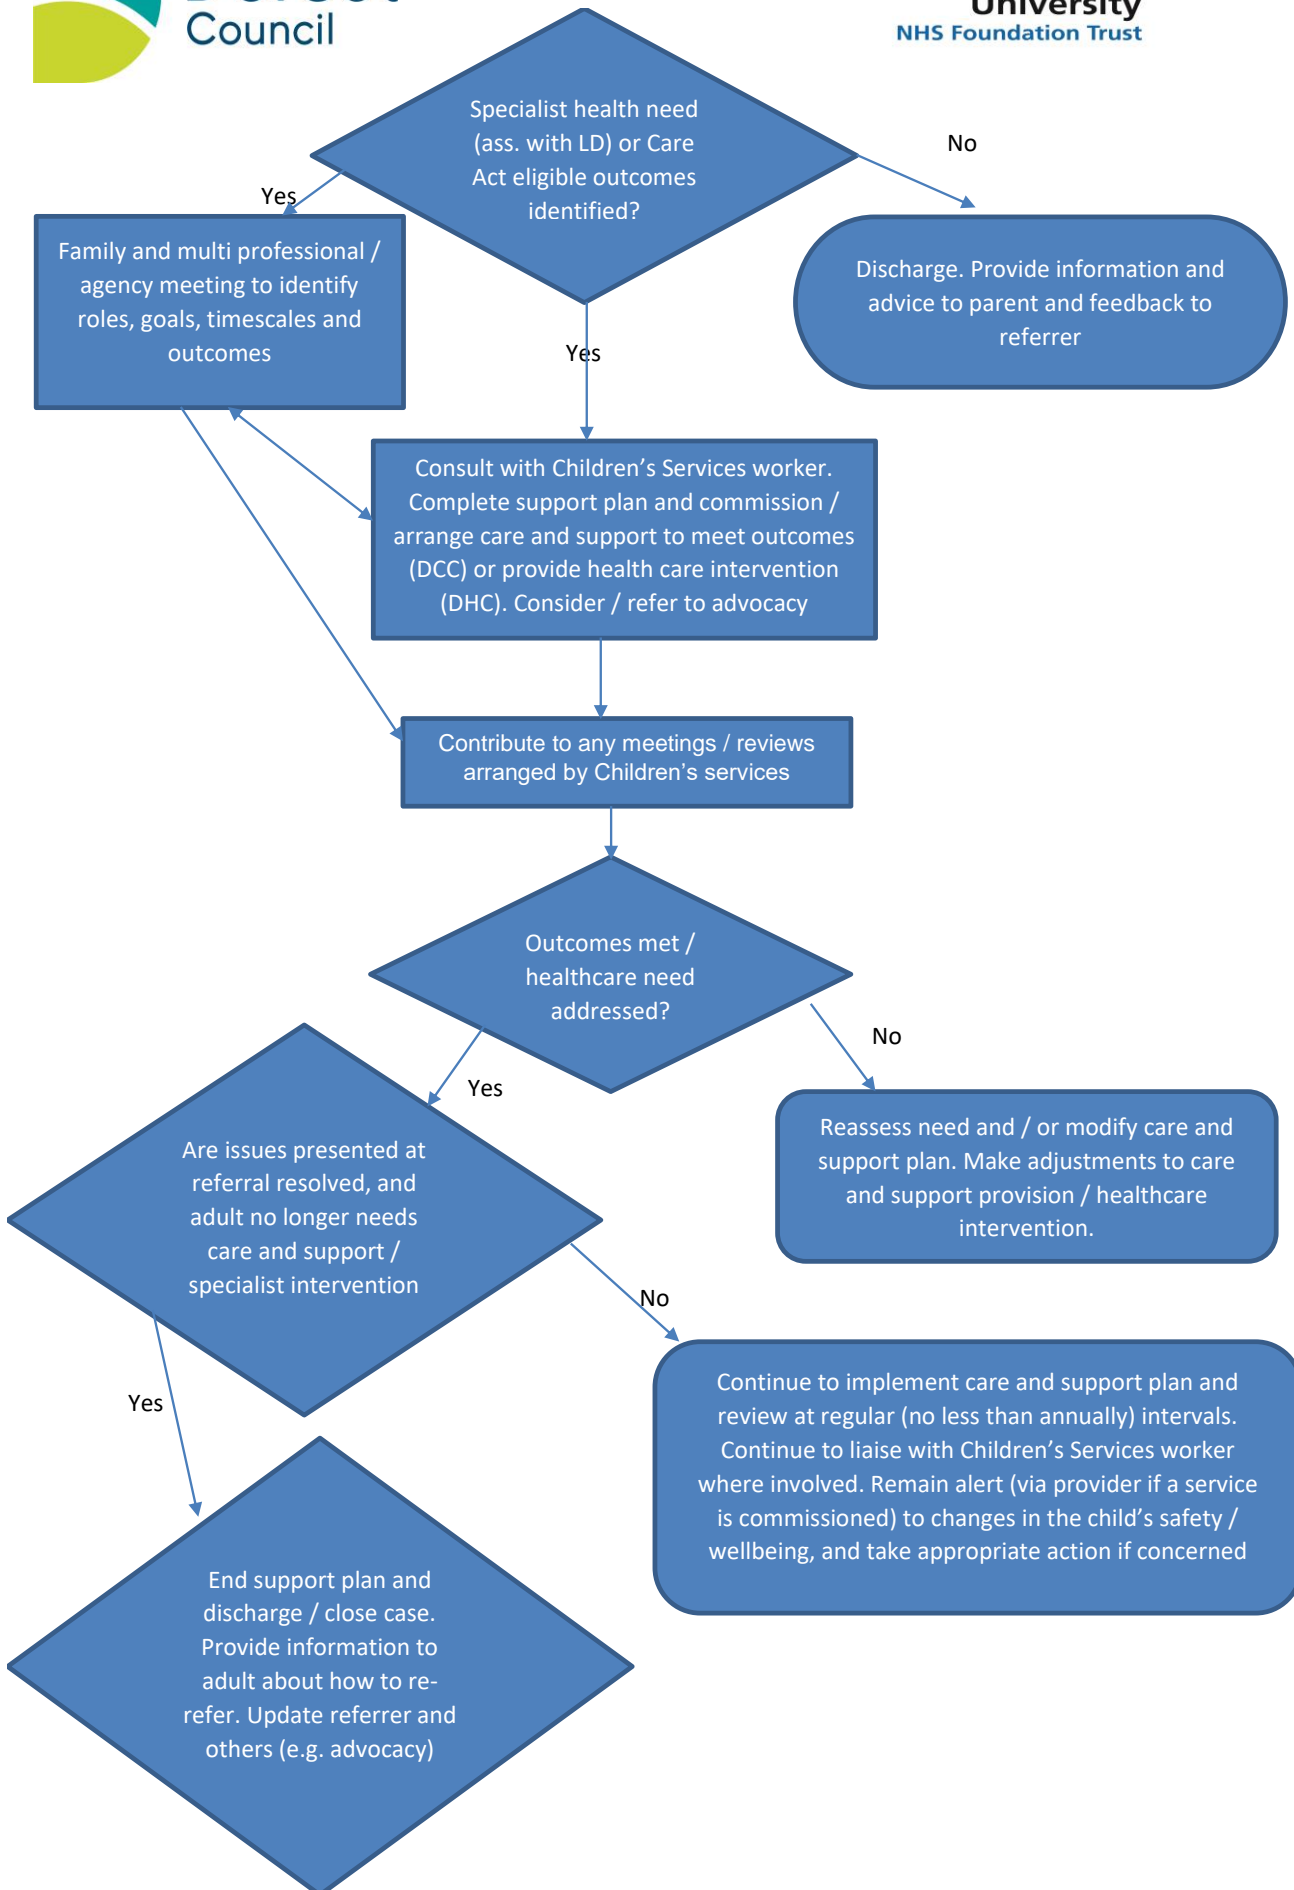 Council
University
NHS Foundation Trust
Specialist health need
(ass. with LD) or Care
Act eligible outcomes
identified?
No
Yes
Family and multi professional /
agency meeting to identify
roles, goals, timescales and
outcomes
Discharge. Provide information and
advice to parent and feedback to
referrer
Yes
Consult with Children’s Services worker.
Complete support plan and commission /
arrange care and support to meet outcomes
(DCC) or provide health care intervention
(DHC). Consider / refer to advocacy
Contribute to any meetings / reviews
arranged by Children’s services
Outcomes met /
healthcare need
addressed?
No
Yes
Reassess need and / or modify care and
support plan. Make adjustments to care
and support provision / healthcare
intervention.
Are issues presented at
referral resolved, and
adult no longer needs
care and support /
specialist intervention
No
Yes
Continue to implement care and support plan and
review at regular (no less than annually) intervals.
Continue to liaise with Children’s Services worker
where involved. Remain alert (via provider if a service
is commissioned) to changes in the child’s safety /
wellbeing, and take appropriate action if concerned
End support plan and
discharge / close case.
Provide information to
adult about how to re-
refer. Update referrer and
others (e.g. advocacy)